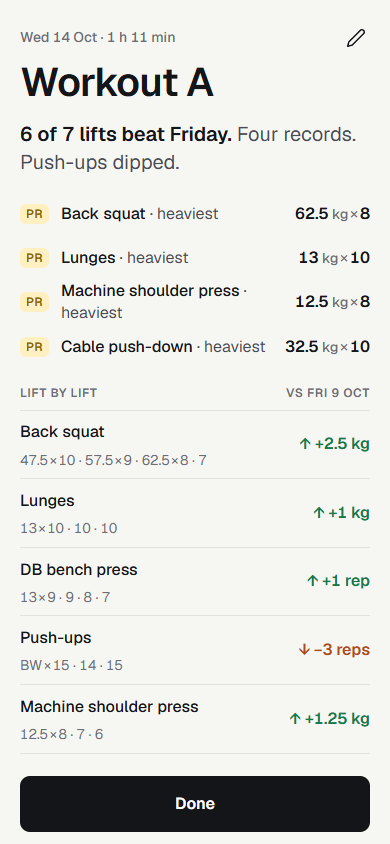 Wed 14 Oct · 1 h 11 min
Workout A
6 of 7 lifts beat Friday. Four records.
Push-ups dipped.
PR Back squat · heaviest 62.5 kg×8
PR Lunges · heaviest 13 kg×10
PR Machine shoulder press ·
heaviest 12.5 kg×8
PR Cable push-down · heaviest 32.5 kg×10
LIFT BY LIFT VS FRI 9 OCT
Back squat
47.5×10 · 57.5×9 · 62.5×8 · 7
↑ +2.5 kg
Lunges
13×10 · 10 · 10
↑ +1 kg
DB bench press
13×9 · 9 · 8 · 7
↑ +1 rep
Push-ups
BW×15 · 14 · 15
↓ −3 reps
Machine shoulder press
12.5×8 · 7 · 6
↑ +1.25 kg
Done